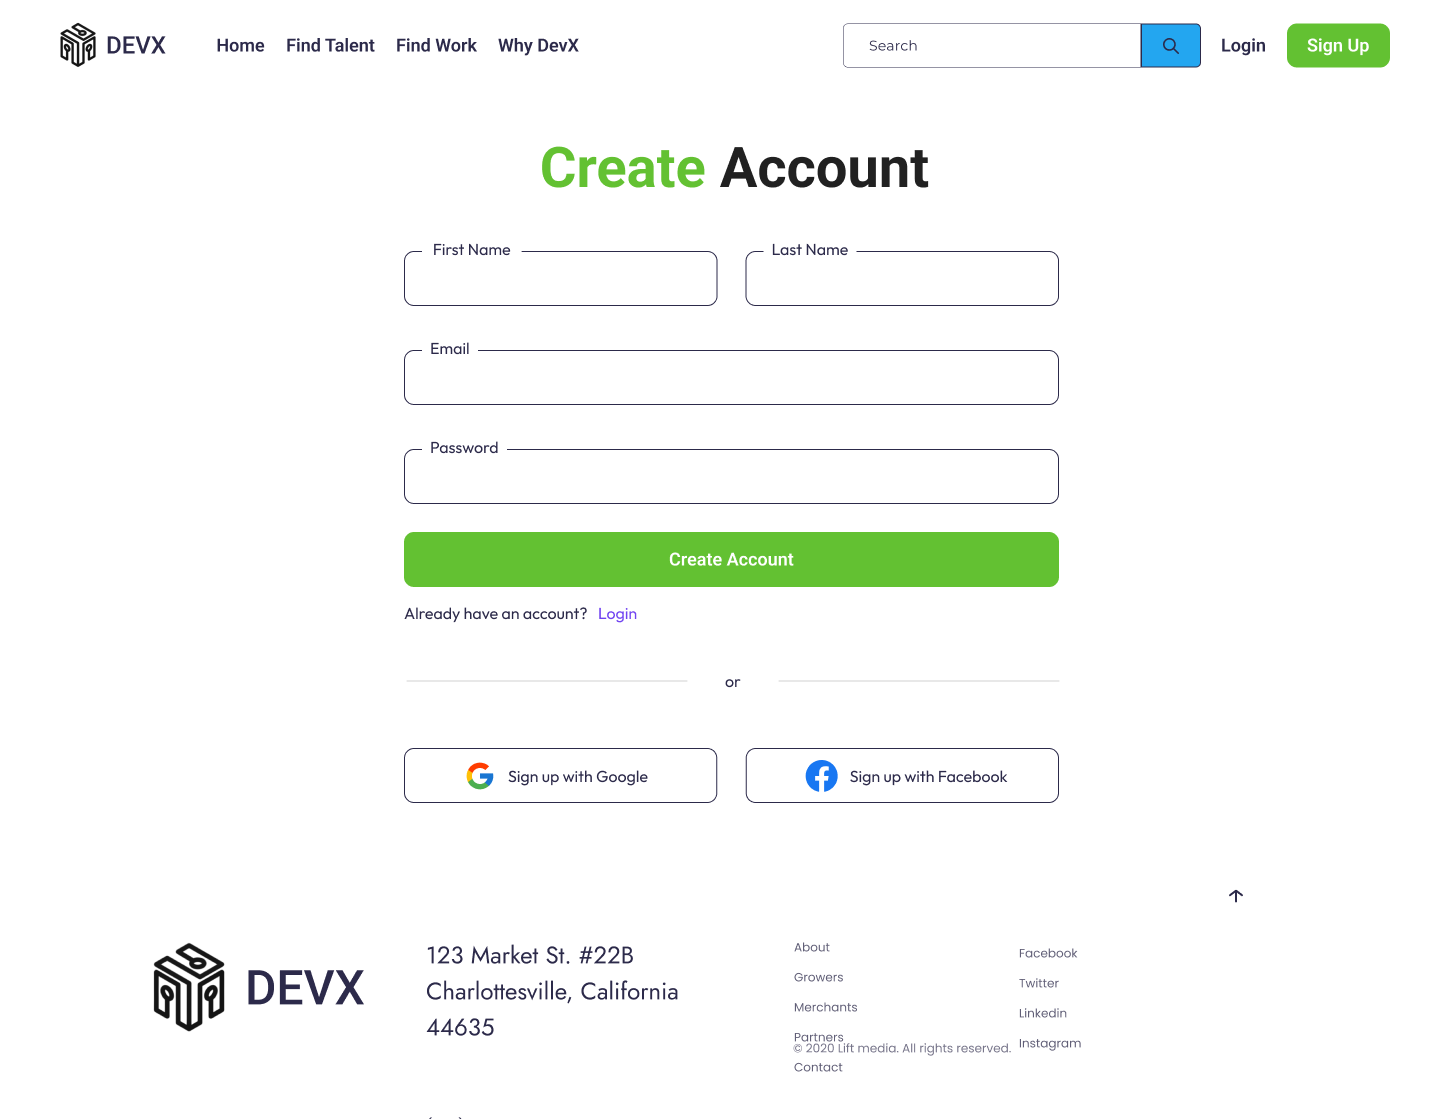 DEVX
Home Find Talent Find Work Why DevX
Search
Login
Sign Up
Create Account
First Name
Last Name
Email
Password
Create Account
Already have an account? Login
or
Sign up with Google
Sign up with Facebook
DEVX
123 Market St. #22B
Charlottesville, California
44635
About
Growers
Merchants
Partners
© 2020 Lift media. All rights reserved.
Contact
Facebook
Twitter
Linkedin
Instagram